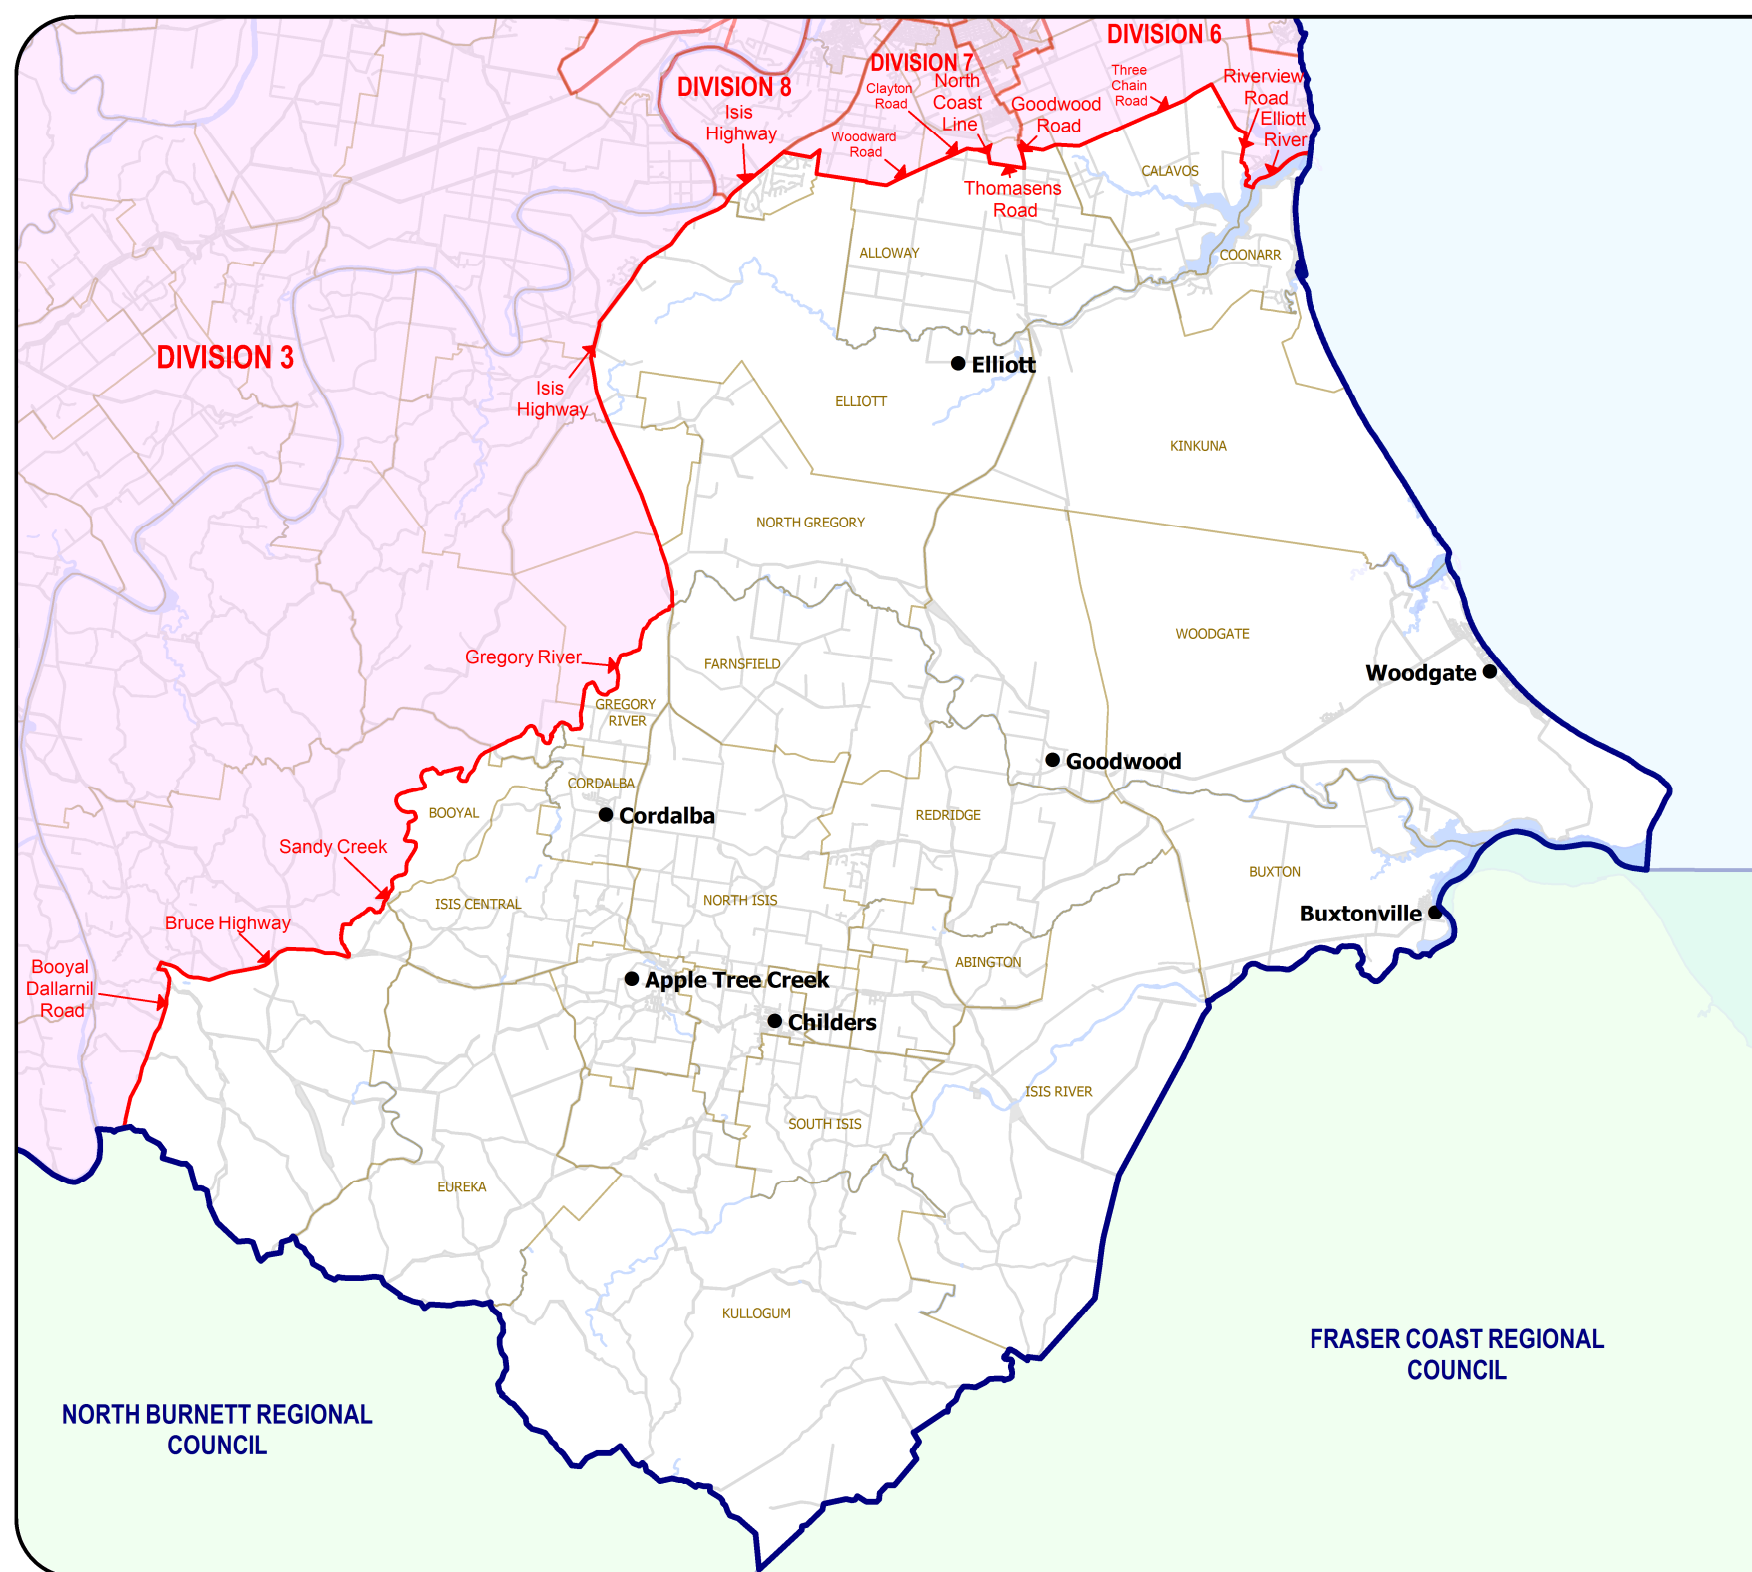 DIVISION 6
DIVISION 7
DIVISION 8
Three
Chain
Road
Riverview
Road
Elliott
River
Clayton
Road
North
Coast
Line
Goodwood
Road
Isis
Highway
Woodward
Road
Thomasens
Road
CALAVOS
ALLOWAY
COONARR
DIVISION 3
Isis
Highway
Elliott
ELLIOTT
KINKUNA
NORTH GREGORY
WOODGATE
Gregory River
FARNSFIELD
Woodgate
GREGORY
RIVER
Goodwood
CORDALBA
Cordalba
BOOYAL
REDRIDGE
Sandy Creek
BUXTON
ISIS CENTRAL
NORTH ISIS
Buxtonville
Bruce Highway
ABINGTON
Booyal
Dallarnil
Road
Apple Tree Creek
Childers
ISIS RIVER
SOUTH ISIS
EUREKA
KULLOGUM
FRASER COAST REGIONAL
COUNCIL
NORTH BURNETT REGIONAL
COUNCIL